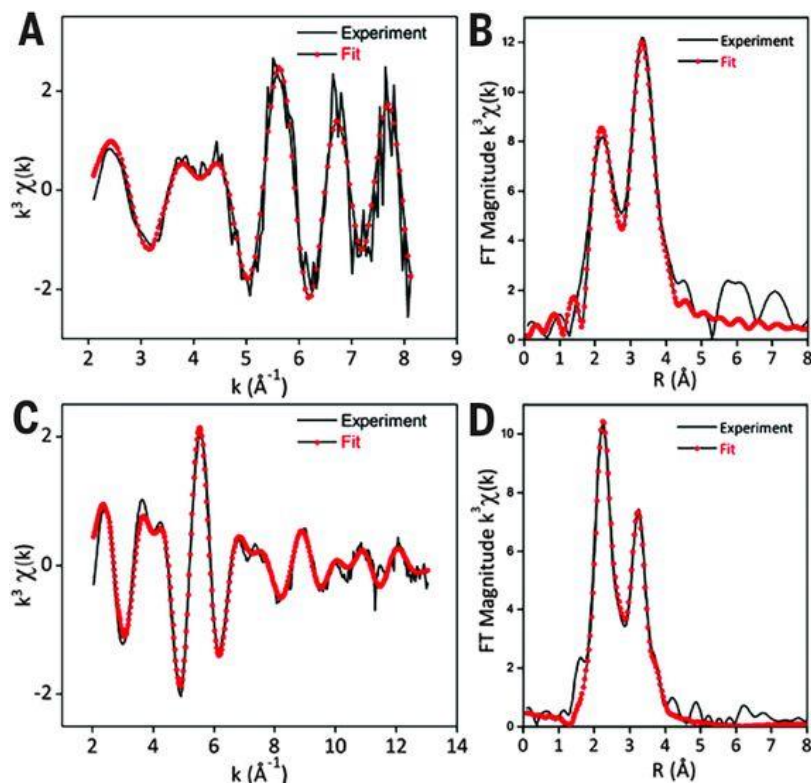 A
Experiment
Fit
k³ χ(k)
2
0
-2
2 3 4 5 6 7 8 9
k (Å⁻¹)
B
Experiment
Fit
FT Magnitude k³χ(k)
12
10
8
6
4
2
0
0 1 2 3 4 5 6 7 8
R (Å)
C
Experiment
Fit
k³ χ(k)
2
0
-2
2 4 6 8 10 12 14
k (Å⁻¹)
D
Experiment
Fit
FT Magnitude k³χ(k)
10
8
6
4
2
0
0 1 2 3 4 5 6 7 8
R (Å)